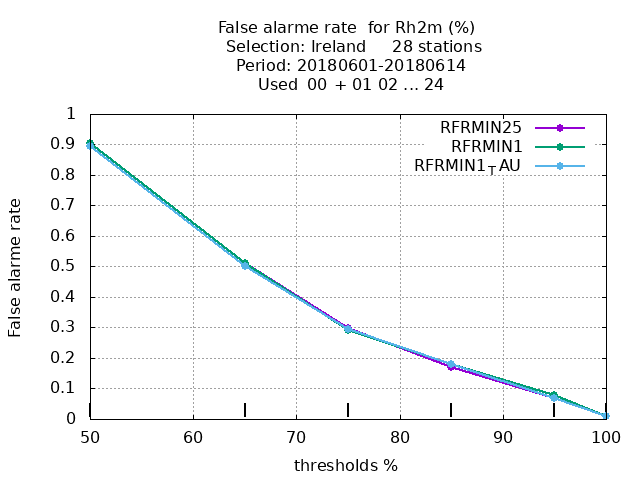 False alarme rate  for Rh2m (%)
Selection: Ireland     28 stations
Period: 20180601-20180614
Used  00 + 01 02 ... 24
1
0.9
0.8
0.7
0.6
0.5
0.4
0.3
0.2
0.1
0
False alarme rate
RFRMIN25
RFRMIN1
RFRMIN1_TAU
50 60 70 80 90 100
thresholds %